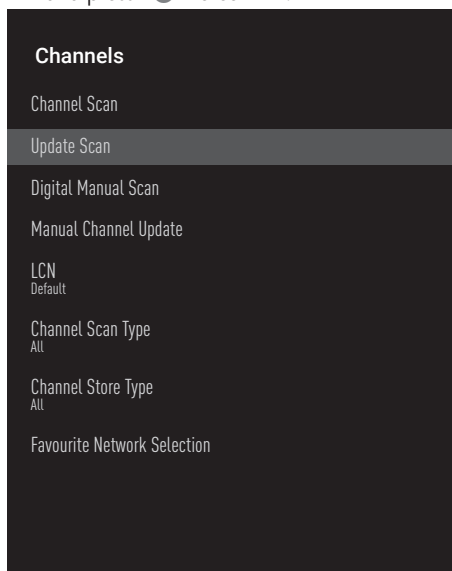 Channels
Channel Scan
Update Scan
Digital Manual Scan
Manual Channel Update
LCN
Default
Channel Scan Type
All
Channel Store Type
All
Favourite Network Selection